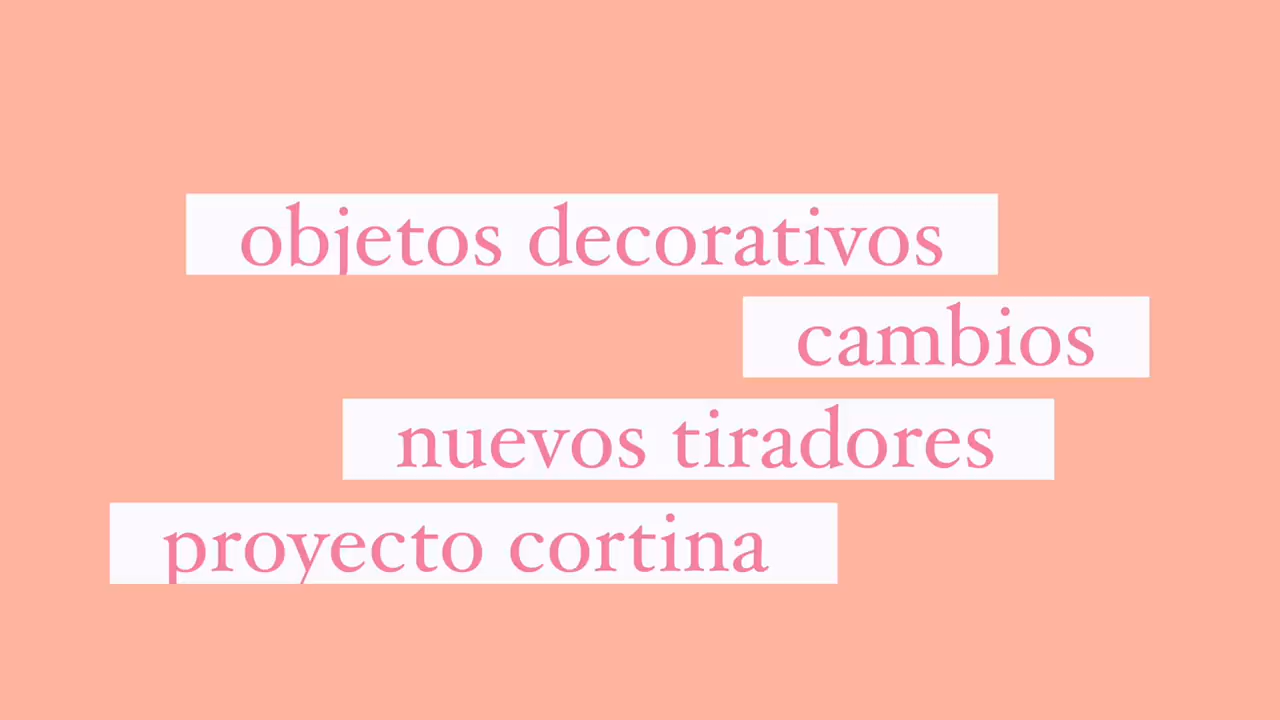 objetos decorativos
cambios
nuevos tiradores
proyecto cortina